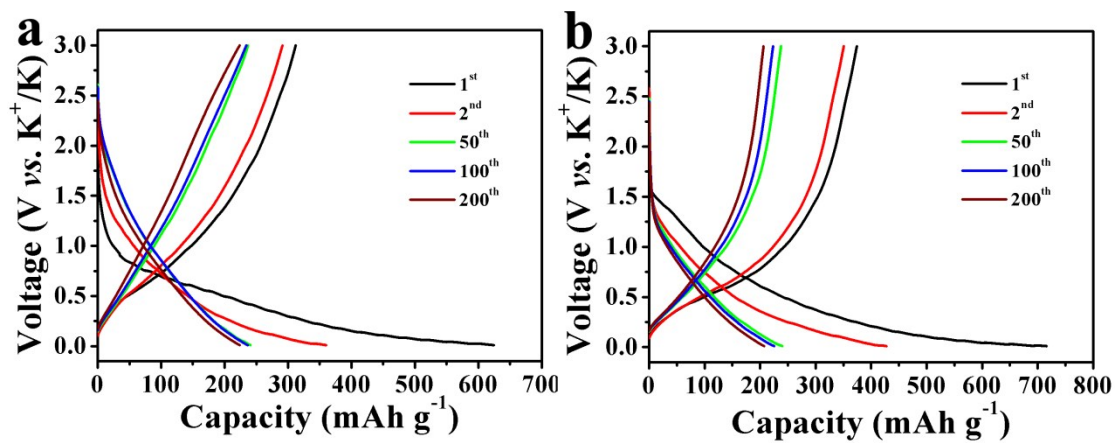 a
Voltage (V vs. K⁺/K)
3.0
2.5
2.0
1.5
1.0
0.5
0.0
1st
2nd
50th
100th
200th
0 100 200 300 400 500 600 700
Capacity (mAh g⁻¹)
b
Voltage (V vs. K⁺/K)
3.0
2.5
2.0
1.5
1.0
0.5
0.0
1st
2nd
50th
100th
200th
0 100 200 300 400 500 600 700 800
Capacity (mAh g⁻¹)